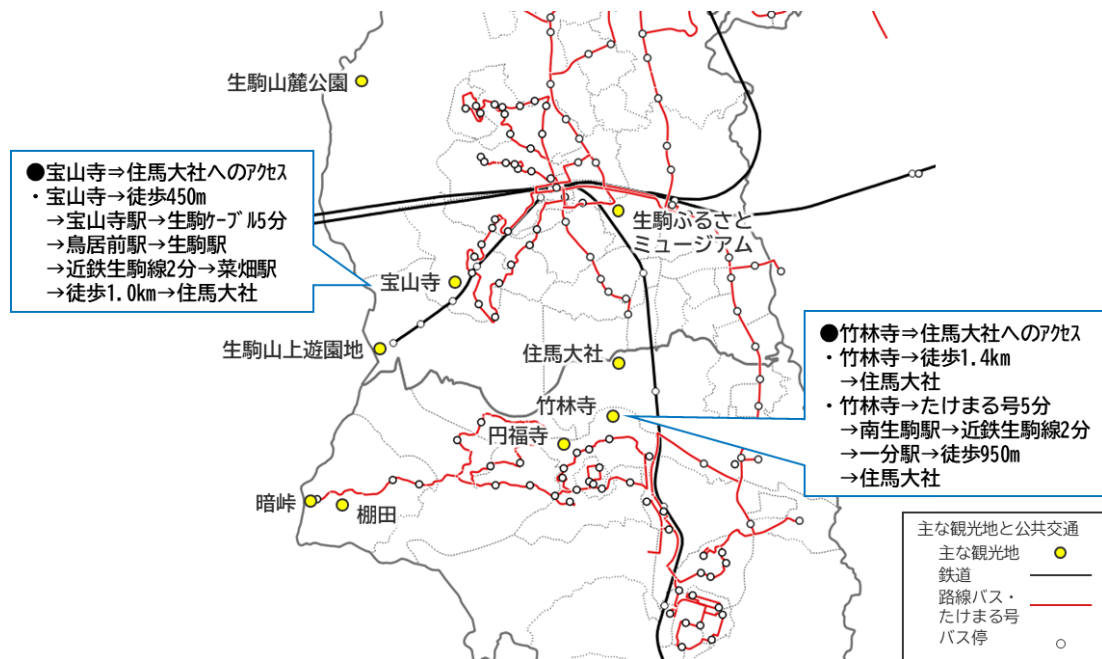 生駒山麓公園
●宝山寺⇒住馬大社へのｱｸｾｽ
・宝山寺→徒歩450m
→宝山寺駅→生駒ｹｰﾌﾞﾙ5分
→鳥居前駅→生駒駅
→近鉄生駒線2分→菜畑駅
→徒歩1.0km→住馬大社
生駒ふるさと
ミュージアム
宝山寺
生駒山上遊園地
住馬大社
●竹林寺⇒住馬大社へのｱｸｾｽ
・竹林寺→徒歩1.4km
→住馬大社
・竹林寺→たけまる号5分
→南生駒駅→近鉄生駒線2分
→一分駅→徒歩950m
→住馬大社
竹林寺
円福寺
暗峠
棚田
主な観光地と公共交通
主な観光地
鉄道
路線バス・
たけまる号
バス停